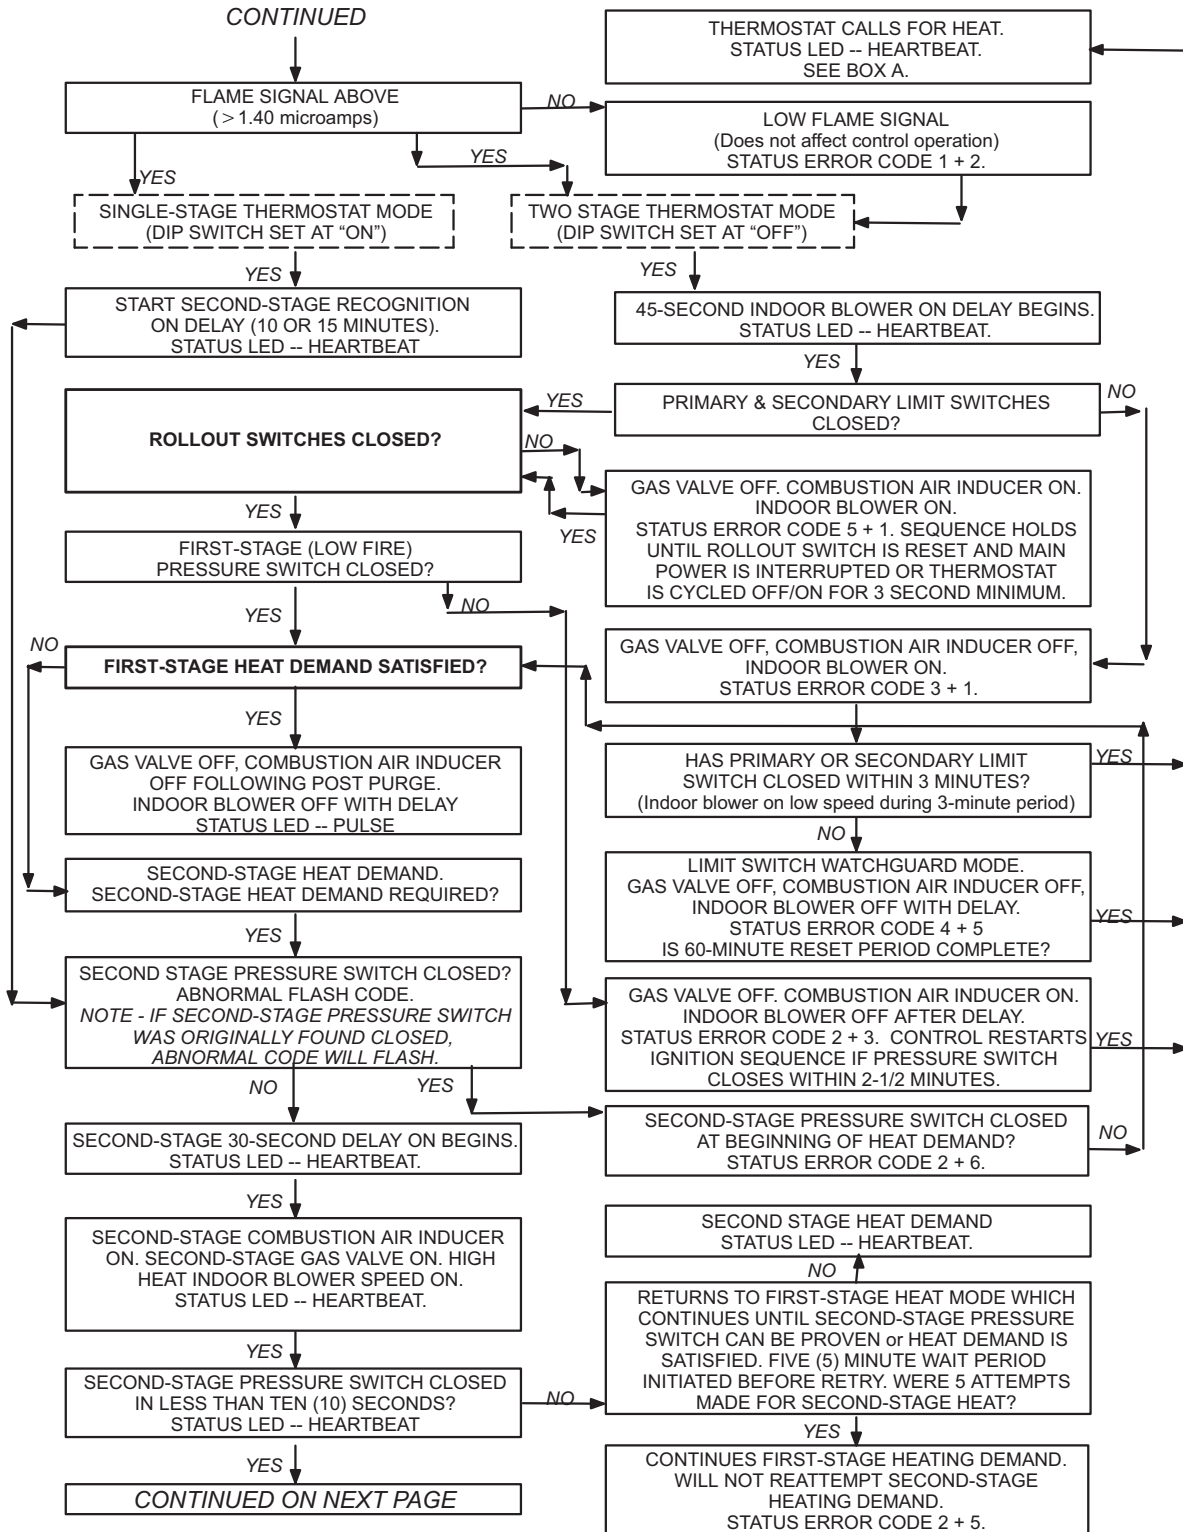 CONTINUED
THERMOSTAT CALLS FOR HEAT.
STATUS LED -- HEARTBEAT.
SEE BOX A.
FLAME SIGNAL ABOVE
(>1.40 microamps)
NO
LOW FLAME SIGNAL
(Does not affect control operation)
STATUS ERROR CODE 1 + 2.
YES
YES
SINGLE-STAGE THERMOSTAT MODE
(DIP SWITCH SET AT “ON”)
TWO STAGE THERMOSTAT MODE
(DIP SWITCH SET AT “OFF”)
YES
YES
START SECOND-STAGE RECOGNITION
ON DELAY (10 OR 15 MINUTES).
STATUS LED -- HEARTBEAT
45-SECOND INDOOR BLOWER ON DELAY BEGINS.
STATUS LED -- HEARTBEAT.
YES
PRIMARY & SECONDARY LIMIT SWITCHES
CLOSED?
YES
NO
ROLLOUT SWITCHES CLOSED?
NO
YES
GAS VALVE OFF. COMBUSTION AIR INDUCER ON.
INDOOR BLOWER ON.
STATUS ERROR CODE 5 + 1. SEQUENCE HOLDS
UNTIL ROLLOUT SWITCH IS RESET AND MAIN
POWER IS INTERRUPTED OR THERMOSTAT
IS CYCLED OFF/ON FOR 3 SECOND MINIMUM.
YES
FIRST-STAGE (LOW FIRE)
PRESSURE SWITCH CLOSED?
NO
YES
NO
FIRST-STAGE HEAT DEMAND SATISFIED?
GAS VALVE OFF, COMBUSTION AIR INDUCER OFF,
INDOOR BLOWER ON.
STATUS ERROR CODE 3 + 1.
YES
GAS VALVE OFF, COMBUSTION AIR INDUCER
OFF FOLLOWING POST PURGE.
INDOOR BLOWER OFF WITH DELAY
STATUS LED -- PULSE
HAS PRIMARY OR SECONDARY LIMIT
SWITCH CLOSED WITHIN 3 MINUTES?
(Indoor blower on low speed during 3-minute period)
YES
NO
SECOND-STAGE HEAT DEMAND.
SECOND-STAGE HEAT DEMAND REQUIRED?
LIMIT SWITCH WATCHGUARD MODE.
GAS VALVE OFF, COMBUSTION AIR INDUCER OFF,
INDOOR BLOWER OFF WITH DELAY.
STATUS ERROR CODE 4 + 5
IS 60-MINUTE RESET PERIOD COMPLETE?
YES
YES
SECOND STAGE PRESSURE SWITCH CLOSED?
ABNORMAL FLASH CODE.
NOTE - IF SECOND-STAGE PRESSURE SWITCH
WAS ORIGINALLY FOUND CLOSED,
ABNORMAL CODE WILL FLASH.
GAS VALVE OFF. COMBUSTION AIR INDUCER ON.
INDOOR BLOWER OFF AFTER DELAY.
STATUS ERROR CODE 2 + 3. CONTROL RESTARTS
IGNITION SEQUENCE IF PRESSURE SWITCH
CLOSES WITHIN 2-1/2 MINUTES.
YES
NO
YES
SECOND-STAGE PRESSURE SWITCH CLOSED
AT BEGINNING OF HEAT DEMAND?
STATUS ERROR CODE 2 + 6.
NO
SECOND-STAGE 30-SECOND DELAY ON BEGINS.
STATUS LED -- HEARTBEAT.
YES
SECOND-STAGE COMBUSTION AIR INDUCER
ON. SECOND-STAGE GAS VALVE ON. HIGH
HEAT INDOOR BLOWER SPEED ON.
STATUS LED -- HEARTBEAT.
SECOND STAGE HEAT DEMAND
STATUS LED -- HEARTBEAT.
NO
RETURNS TO FIRST-STAGE HEAT MODE WHICH
CONTINUES UNTIL SECOND-STAGE PRESSURE
SWITCH CAN BE PROVEN or HEAT DEMAND IS
SATISFIED. FIVE (5) MINUTE WAIT PERIOD
INITIATED BEFORE RETRY. WERE 5 ATTEMPTS
MADE FOR SECOND-STAGE HEAT?
YES
SECOND-STAGE PRESSURE SWITCH CLOSED
IN LESS THAN TEN (10) SECONDS?
STATUS LED -- HEARTBEAT
NO
YES
YES
CONTINUED ON NEXT PAGE
CONTINUES FIRST-STAGE HEATING DEMAND.
WILL NOT REATTEMPT SECOND-STAGE
HEATING DEMAND.
STATUS ERROR CODE 2 + 5.